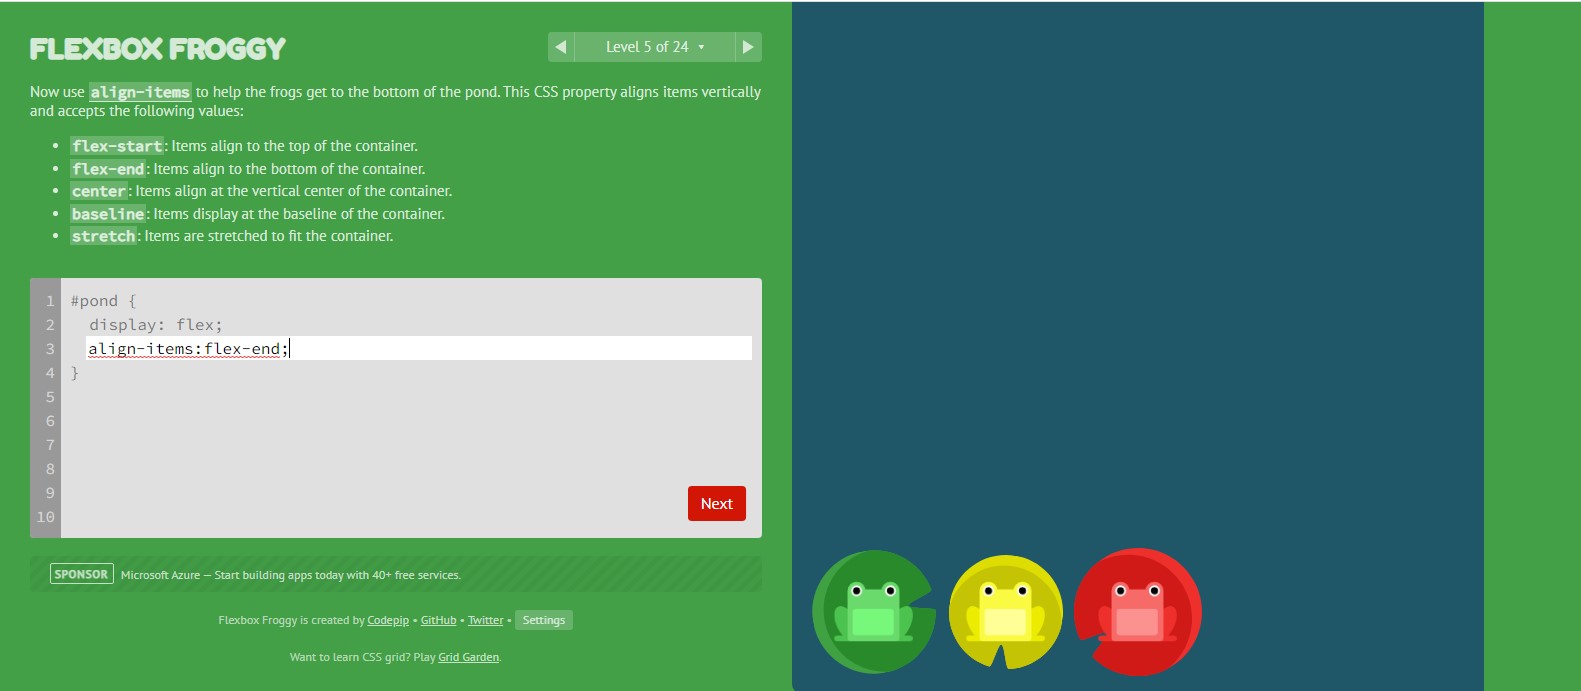 FLEXBOX FROGGY
Level 5 of 24
Now use align-items to help the frogs get to the bottom of the pond. This CSS property aligns items vertically
and accepts the following values:
flex-start: Items align to the top of the container.
flex-end: Items align to the bottom of the container.
center: Items align at the vertical center of the container.
baseline: Items display at the baseline of the container.
stretch: Items are stretched to fit the container.
1 #pond {
2 display: flex;
3 align-items:flex-end;
4 }
5
6
7
8
9
10
Next
SPONSOR Microsoft Azure — Start building apps today with 40+ free services.
Flexbox Froggy is created by Codepip • GitHub • Twitter • Settings
Want to learn CSS grid? Play Grid Garden.